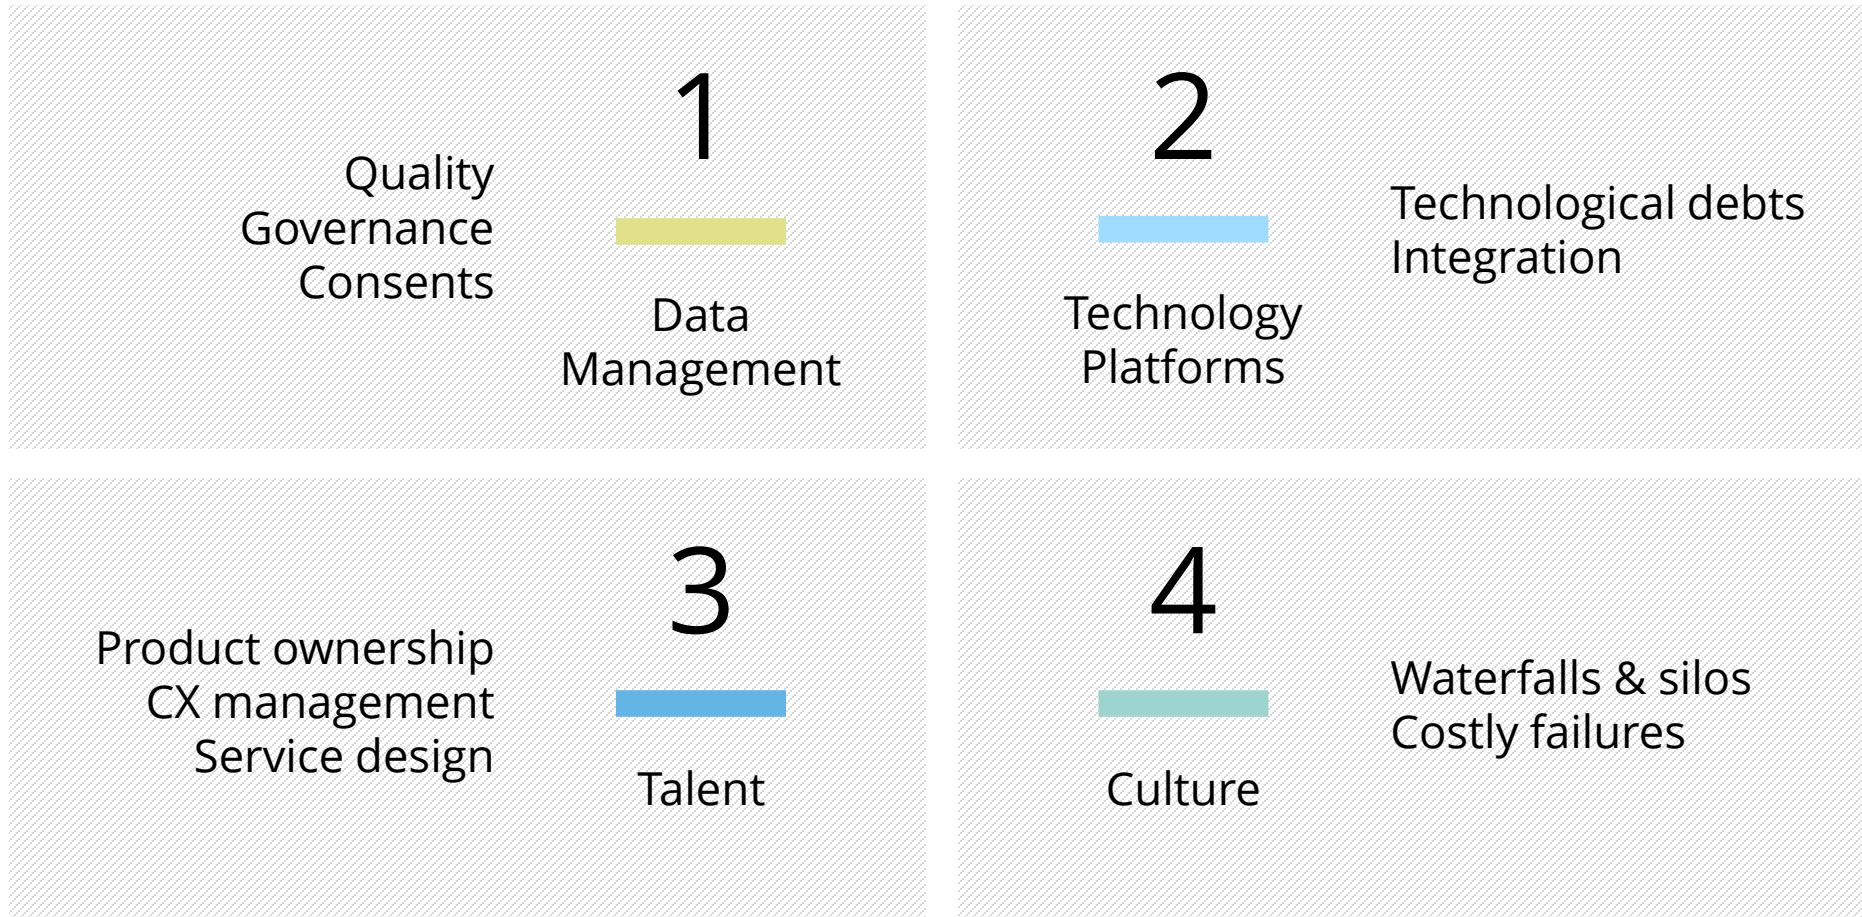 1
Quality
Governance
Consents
Data
Management
2
Technological debts
Integration
Technology
Platforms
3
Product ownership
CX management
Service design
Talent
4
Waterfalls & silos
Costly failures
Culture